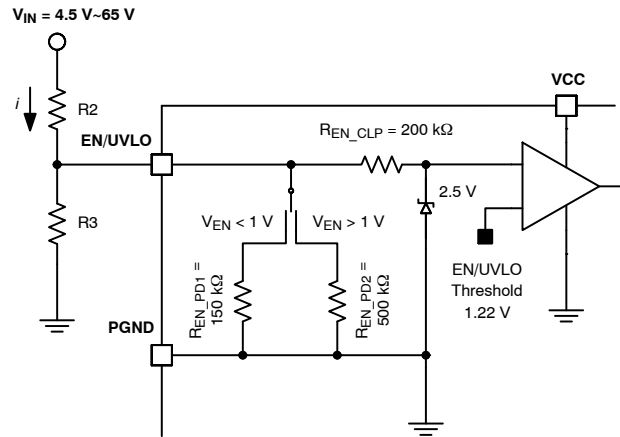 V_IN = 4.5 V~65 V
i
R2
EN/UVLO
R3
PGND
VCC
R_EN_CLP = 200 kΩ
2.5 V
V_EN < 1 V
V_EN > 1 V
R_EN_PD1 =
150 kΩ
R_EN_PD2 =
500 kΩ
EN/UVLO
Threshold
1.22 V